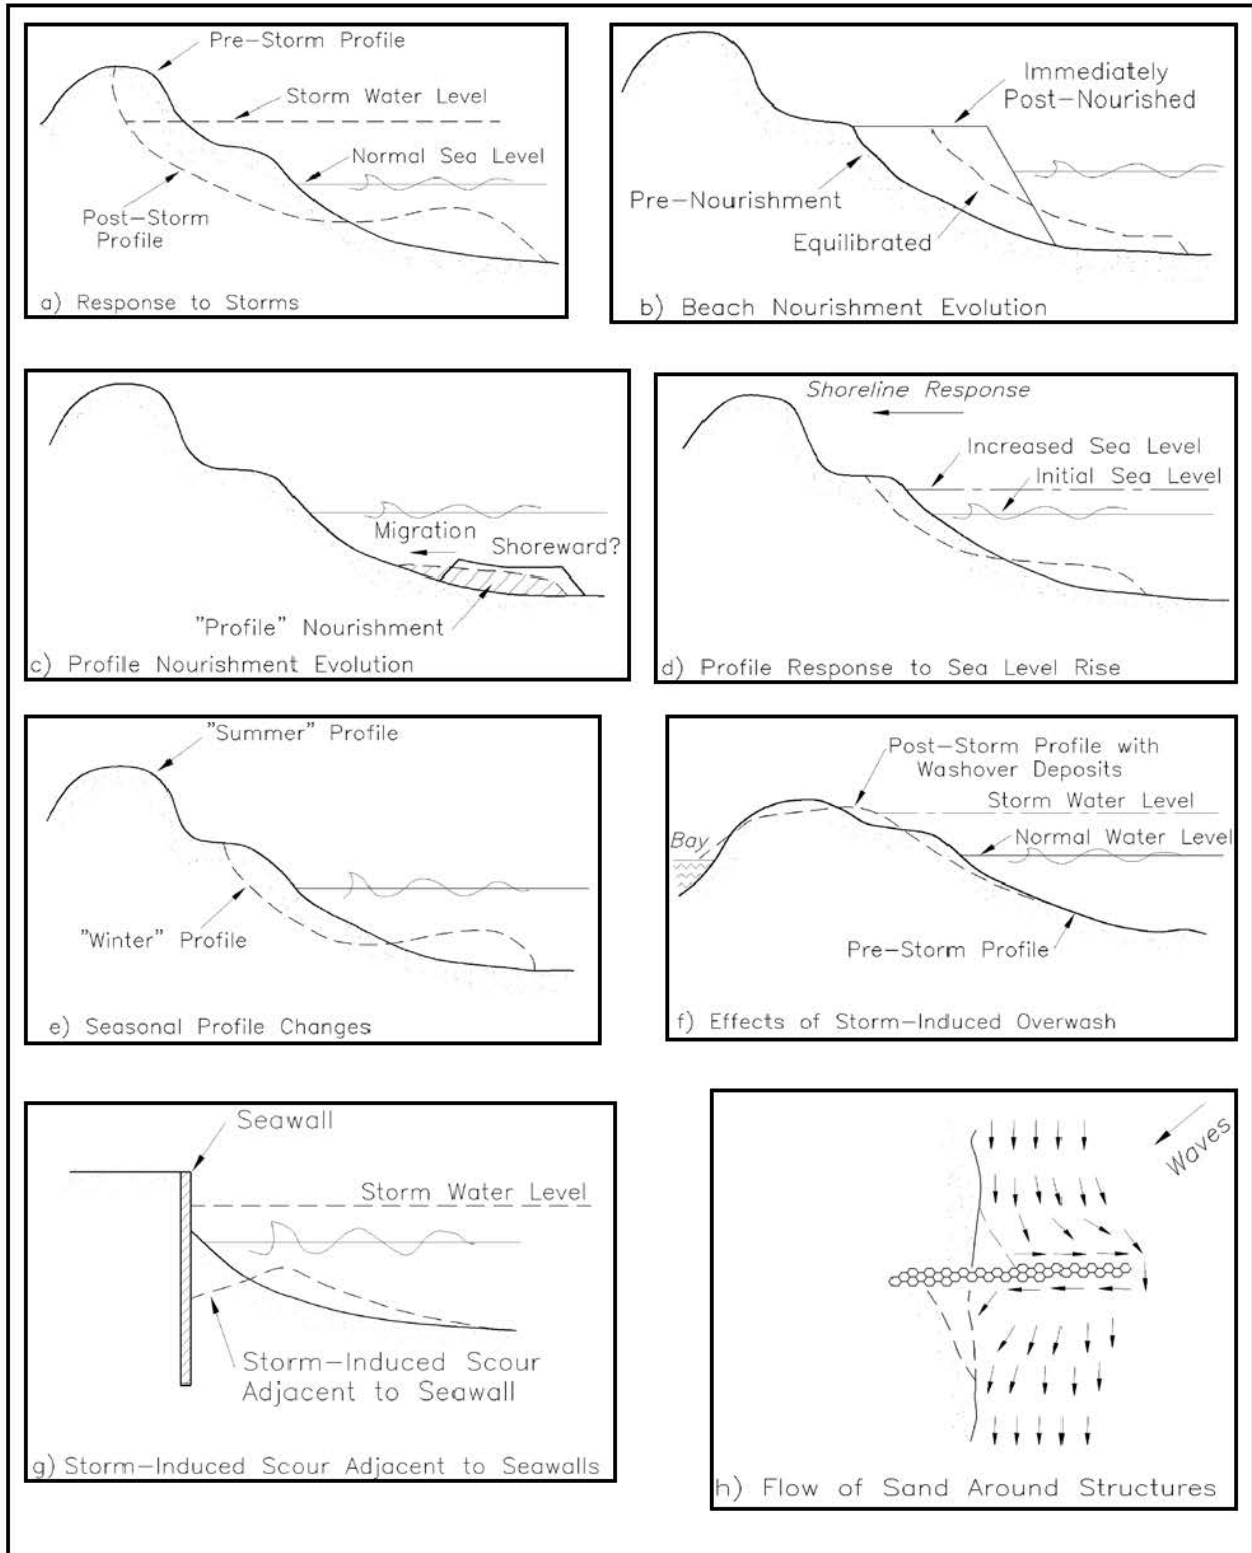 Pre-Storm Profile
Storm Water Level
Normal Sea Level
Post-Storm
Profile
a) Response to Storms
Immediately
Post-Nourished
Pre-Nourishment
Equilibrated
b) Beach Nourishment Evolution
Migration
Shoreward?
"Profile" Nourishment
c) Profile Nourishment Evolution
Shoreline Response
Increased Sea Level
Initial Sea Level
d) Profile Response to Sea Level Rise
"Summer" Profile
"Winter" Profile
e) Seasonal Profile Changes
Post-Storm Profile with
Washover Deposits
Storm Water Level
Bay
Normal Water Level
Pre-Storm Profile
f) Effects of Storm-Induced Overwash
Seawall
Storm Water Level
Storm-Induced Scour
Adjacent to Seawall
g) Storm-Induced Scour Adjacent to Seawalls
Waves
h) Flow of Sand Around Structures